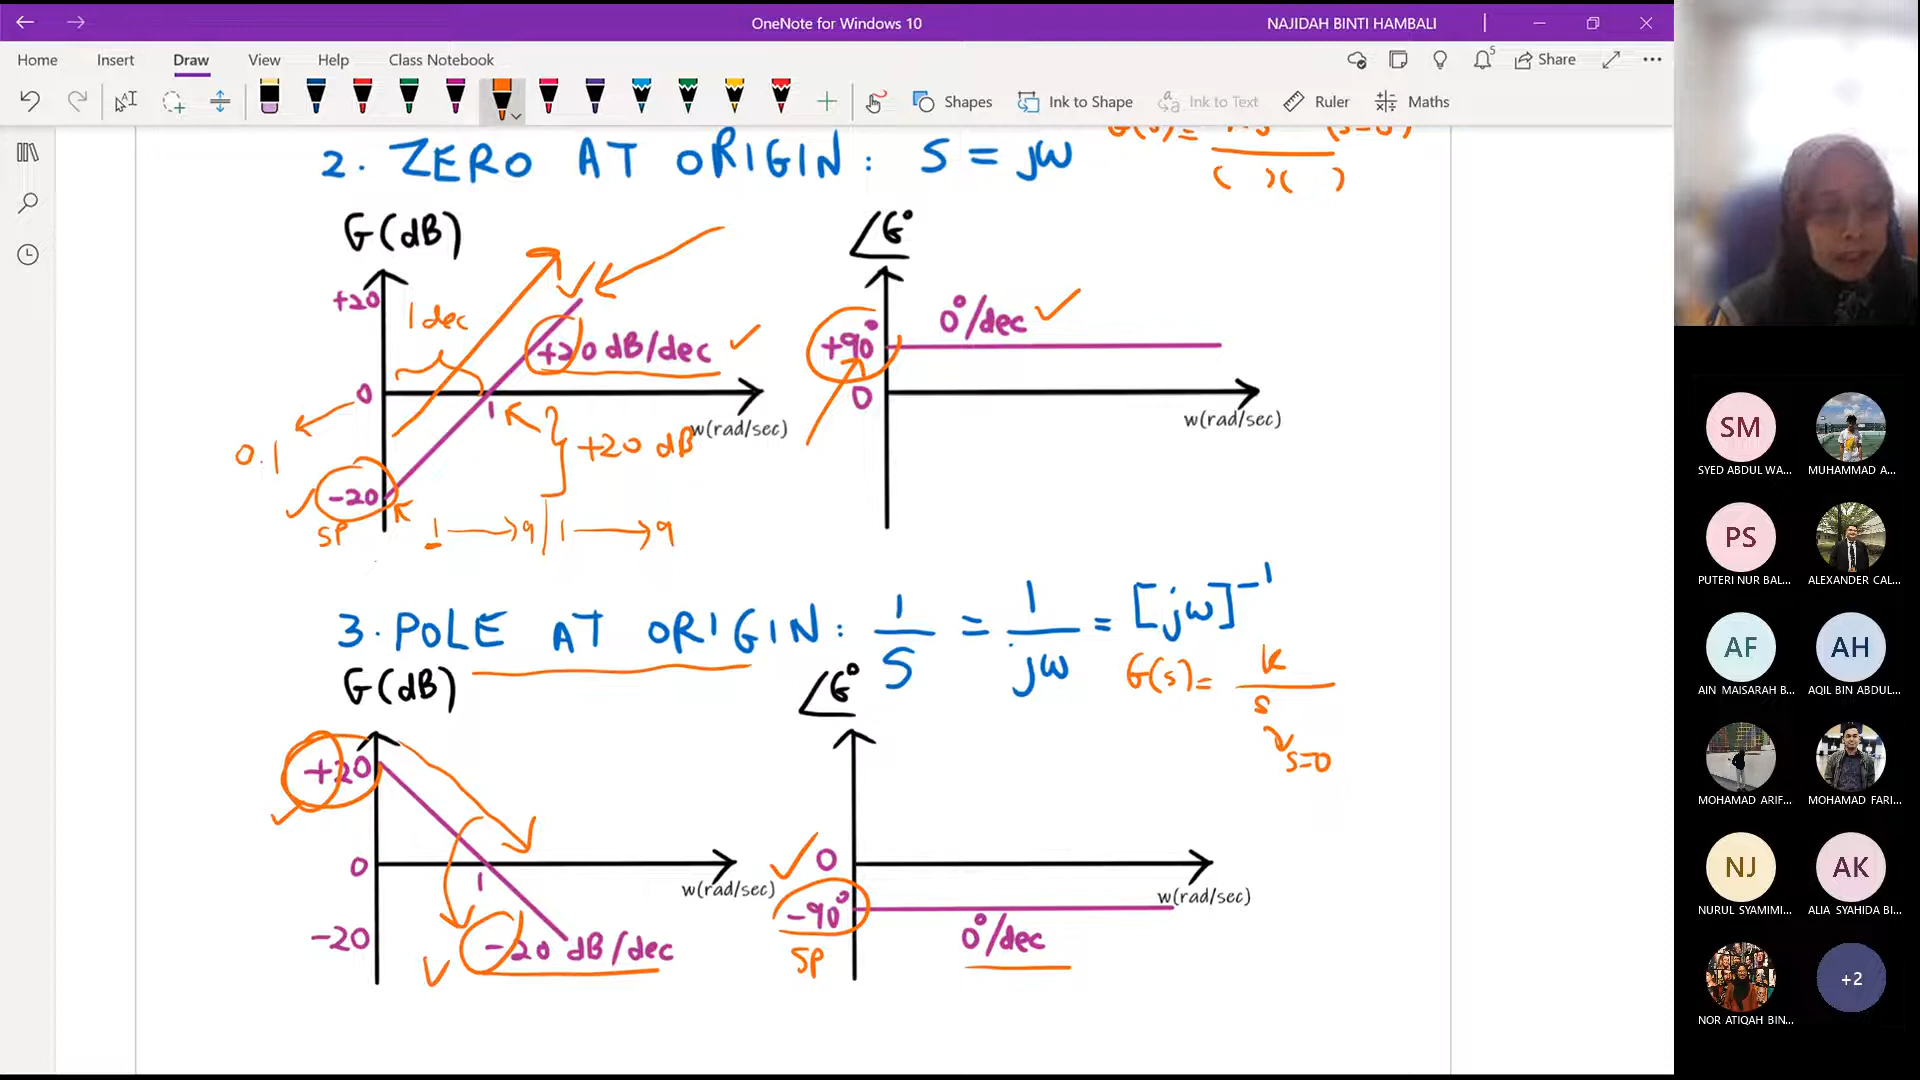 OneNote for Windows 10
NAJIDAH BINTI HAMBALI
Home Insert Draw View Help Class Notebook
5 Share
Shapes Ink to Shape Ink to Text Ruler Maths
2. ZERO AT ORIGIN: S = jω
( )( )
G(dB)
+20
1 dec
+20 dB/dec
0
1
w(rad/sec)
0.1
+20 dB
-20
SP
1 → 9 | 1 → 9
∠G°
+90°
0°/dec
0
w(rad/sec)
3. POLE AT ORIGIN: 1/S = 1/jω = [jω]⁻¹
G(s) = K/s
s=0
G(dB)
+20
0
1
w(rad/sec)
-20
-20 dB/dec
∠G°
0
w(rad/sec)
-90°
SP
0°/dec
SM
SYED ABDUL WA...
MUHAMMAD A...
PS
PUTERI NUR BAL...
ALEXANDER CAL...
AF
AIN MAISARAH B...
AH
AQIL BIN ABDUL...
MOHAMAD ARIF...
MOHAMAD FARI...
NJ
NURUL SYAMIMI...
AK
ALIA SYAHIDA BI...
NOR ATIQAH BIN...
+2